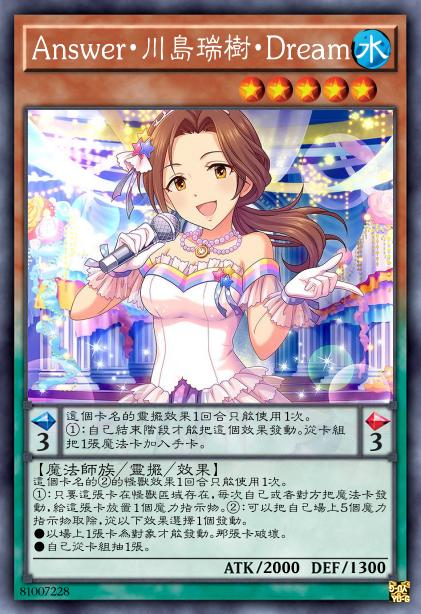 Answer・川島瑞樹・Dream
水
這個卡名的靈擺效果1回合只能使用1次。
①:自己結束階段才能把這個效果發動。從卡
組把1張魔法卡加入手卡。
3
3
【魔法師族/靈擺/效果】
這個卡名的②的怪獸效果1回合只能使用1次。
①:只要這張卡在怪獸區域存在,每次自己或者對方把魔法卡發
動,給這張卡放置1個魔力指示物。②:可以把自己場上5個魔力
指示物取除,從以下效果選擇1個發動。
●以場上1張卡為對象才能發動。那張卡破壞。
●自己從卡組抽1張。
ATK/2000 DEF/1300
81007228